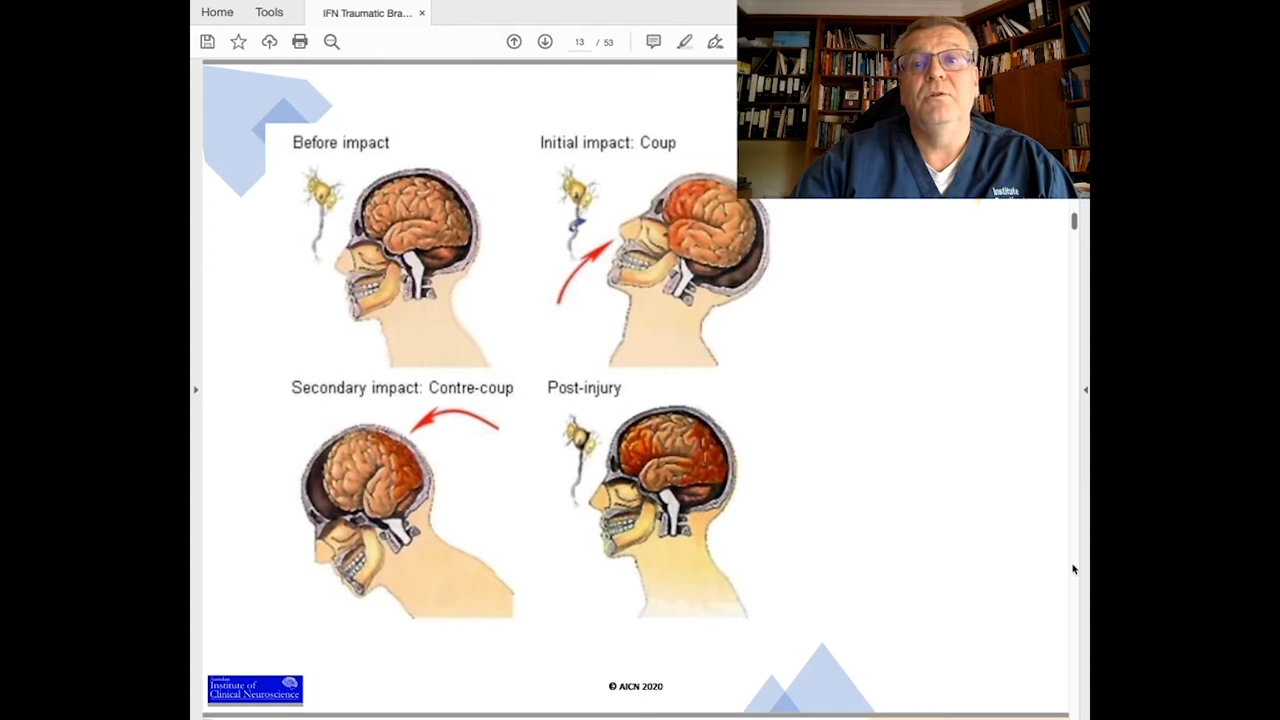 Home Tools IFN Traumatic Bra... ×
13 / 53
Before impact
Initial impact: Coup
Institute
Secondary impact: Contre-coup
Post-injury
Institute of
Clinical Neuroscience
© AICN 2020